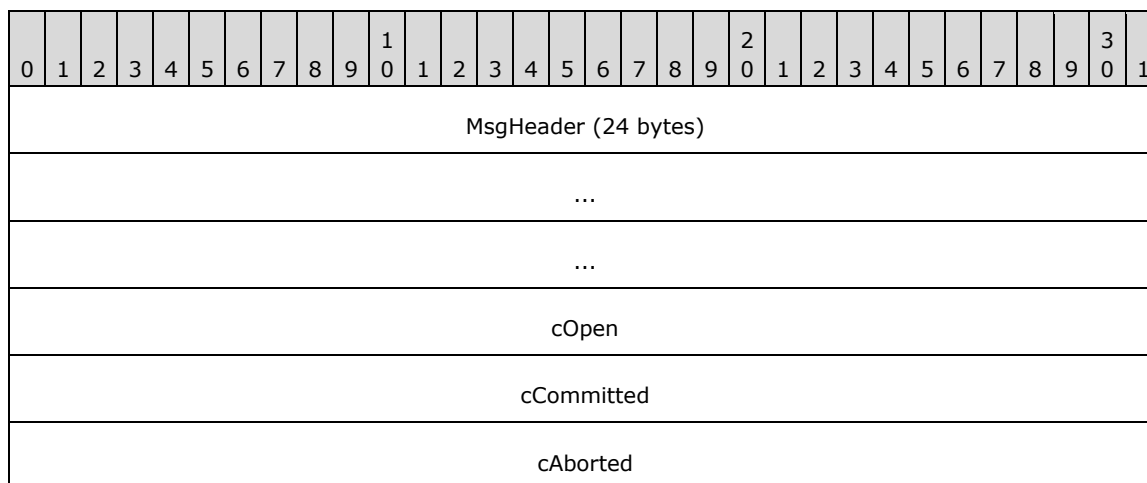 1 2 3
0 1 2 3 4 5 6 7 8 9 0 1 2 3 4 5 6 7 8 9 0 1 2 3 4 5 6 7 8 9 0 1
MsgHeader (24 bytes)
...
...
cOpen
cCommitted
cAborted